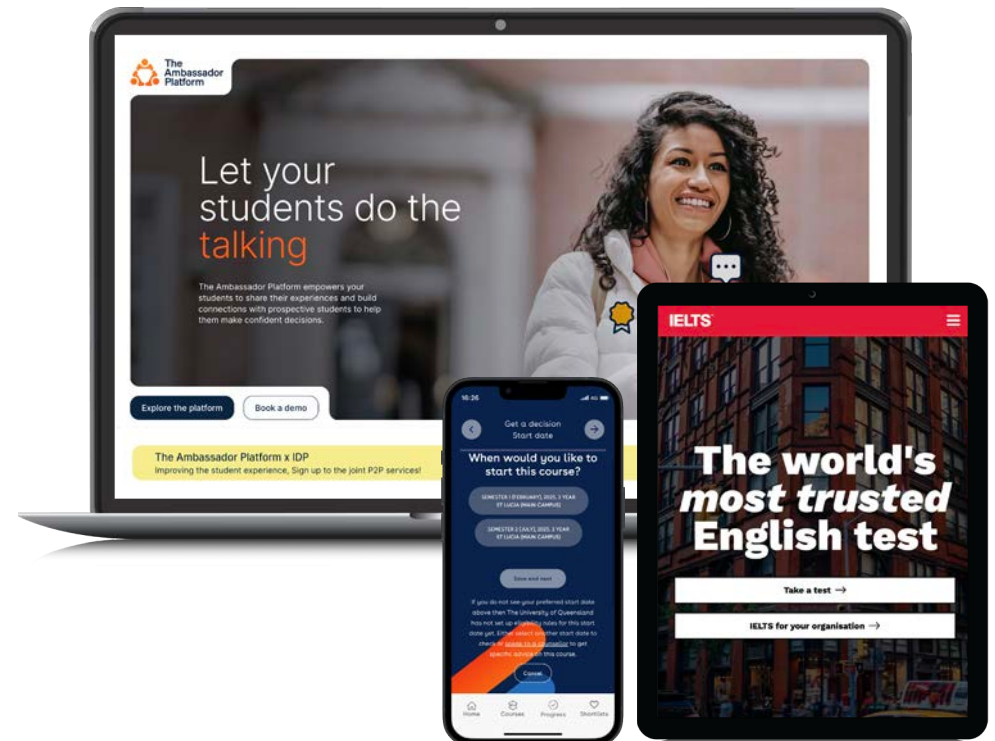 The
Ambassador
Platform
Let your
students do the
talking
The Ambassador Platform empowers your
students to share their experiences and build
connections with prospective students to help
them make confident decisions.
Explore the platform
Book a demo
The Ambassador Platform x IDP
Improving the student experience, Sign up to the joint P2P services!
16:26
4G
Get a decision
Start date
When would you like to
start this course?
SEMESTER 1 (FEBRUARY), 2025, 2 YEAR
ST LUCIA (MAIN CAMPUS)
SEMESTER 2 (JULY), 2025, 2 YEAR
ST LUCIA (MAIN CAMPUS)
Save and next
If you do not see your preferred start date
above then The University of Queensland
has not set up eligibility rules for this start
date yet. Either select another start date to
check or speak to a counsellor to get
specific advice on this course.
Cancel
Home
Courses
Progress
Shortlists
IELTS
The world's
most trusted
English test
Take a test →
IELTS for your organisation →